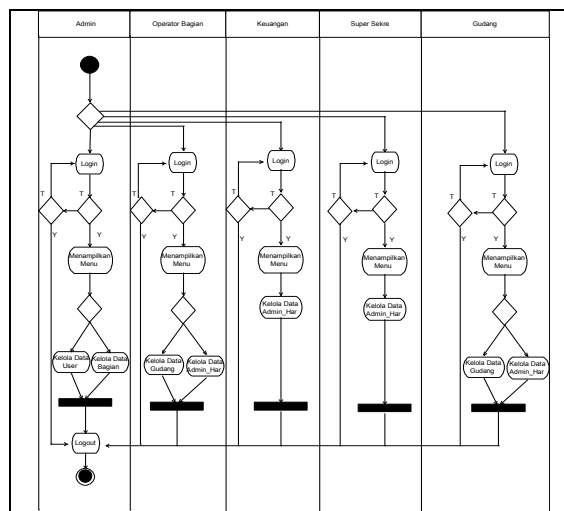 Admin
Operator Bagian
Keuangan
Super Sekre
Gudang
Login
Login
Login
Login
Login
T
T
T
T
T
T
T
T
T
T
Y
Y
Y
Y
Y
Y
Y
Y
Y
Y
Menampilkan
Menu
Menampilkan
Menu
Menampilkan
Menu
Menampilkan
Menu
Menampilkan
Menu
Kelola Data
Admin_Har
Kelola Data
Admin_Har
Kelola Data
User
Kelola Data
Bagian
Kelola Data
Gudang
Kelola Data
Admin_Har
Kelola Data
Gudang
Kelola Data
Admin_Har
Logout